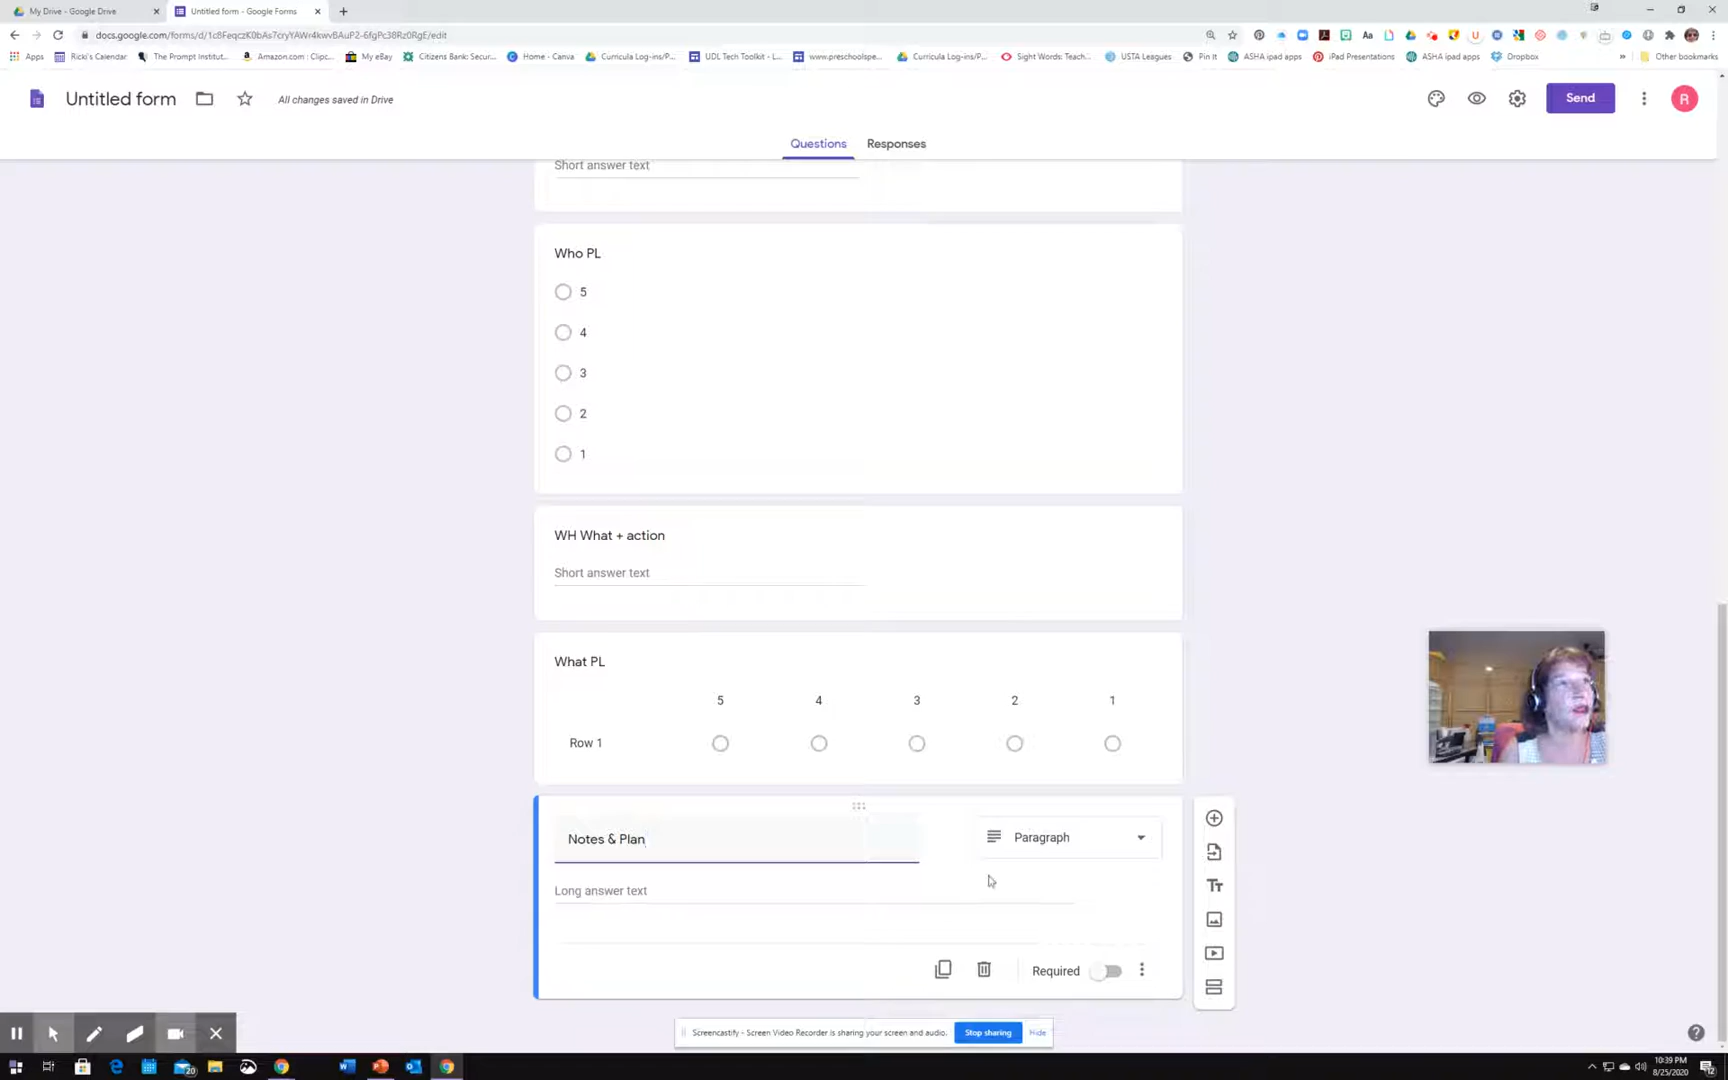 My Drive - Google Drive
Untitled form - Google Forms
docs.google.com/forms/d/1c8FeqczK0bAs7cryYAWr4kwvBAuP2-6fgPc38Rz0RgE/edit
Apps
Ricki's Calendar
The Prompt Institut...
Amazon.com : Clipc...
My eBay
Citizens Bank: Secur...
Home - Canva
Curricula Log-ins/P...
UDL Tech Toolkit - L...
www.preschoolspe...
Curricula Log-ins/P...
Sight Words: Teach...
USTA Leagues
Pin It
ASHA ipad apps
iPad Presentations
ASHA ipad apps
Dropbox
Other bookmarks
Untitled form
All changes saved in Drive
Send
R
Questions
Responses
Short answer text
Who PL
5
4
3
2
1
WH What + action
Short answer text
What PL
5 4 3 2 1
Row 1
Notes & Plan
Paragraph
Long answer text
Required
Screencastify - Screen Video Recorder is sharing your screen and audio.
Stop sharing
Hide
20
10:39 PM
8/25/2020